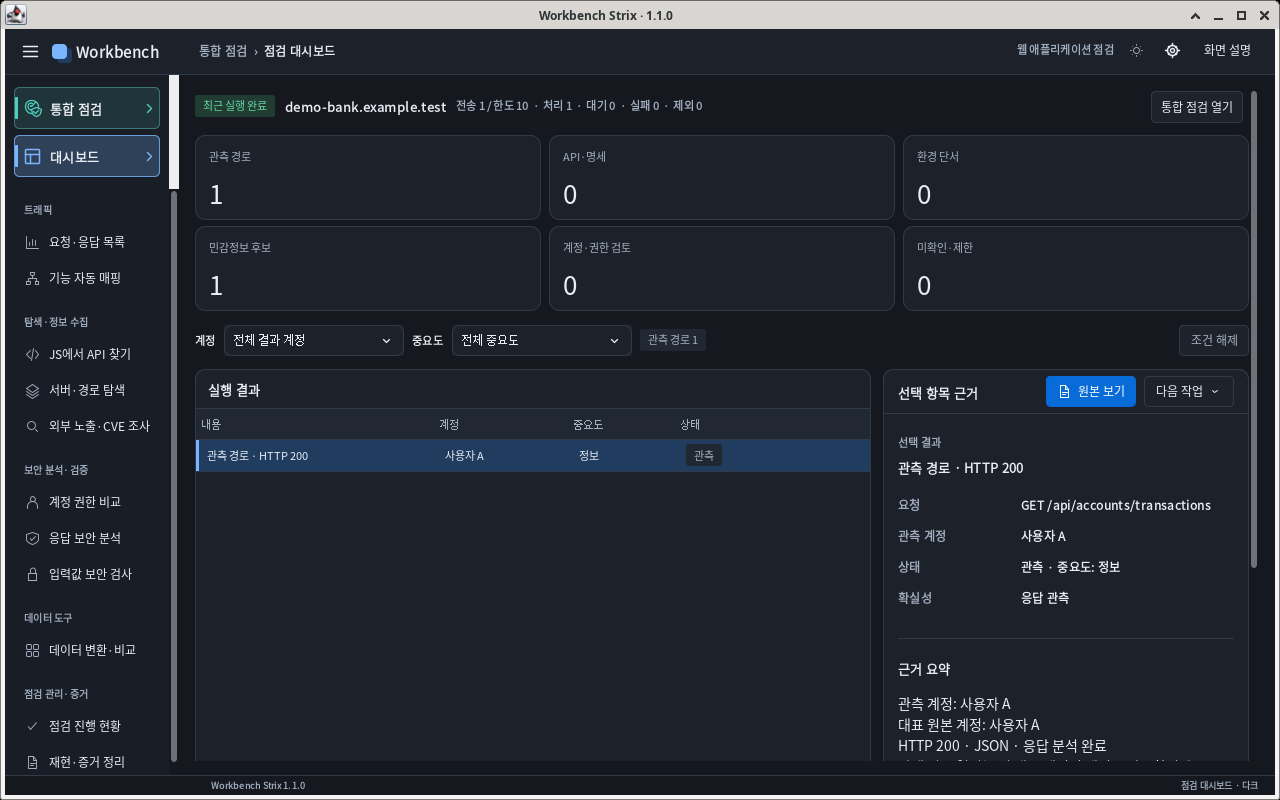 Workbench Strix · 1.1.0
Workbench
통합 점검 › 점검 대시보드
웹 애플리케이션 점검
화면 설명
통합 점검
대시보드
트래픽
요청·응답 목록
기능 자동 매핑
탐색·정보 수집
JS에서 API 찾기
서버·경로 탐색
외부 노출·CVE 조사
보안 분석·검증
계정 권한 비교
응답 보안 분석
입력값 보안 검사
데이터 도구
데이터 변환·비교
점검 관리·증거
점검 진행 현황
재현·증거 정리
최근 실행 완료
demo-bank.example.test
전송 1 / 한도 10 · 처리 1 · 대기 0 · 실패 0 · 제외 0
통합 점검 열기
관측 경로
1
API·명세
0
환경 단서
0
민감정보 후보
1
계정·권한 검토
0
미확인·제한
0
계정
전체 결과 계정
중요도
전체 중요도
관측 경로 1
조건 해제
실행 결과
내용 계정 중요도 상태
관측 경로 · HTTP 200 사용자 A 정보 관측
선택 항목 근거
원본 보기
다음 작업
선택 결과
관측 경로 · HTTP 200
요청 GET /api/accounts/transactions
관측 계정 사용자 A
상태 관측 · 중요도: 정보
확실성 응답 관측
근거 요약
관측 계정: 사용자 A
대표 원본 계정: 사용자 A
HTTP 200 · JSON · 응답 분석 완료
Workbench Strix 1.1.0
점검 대시보드 · 다크